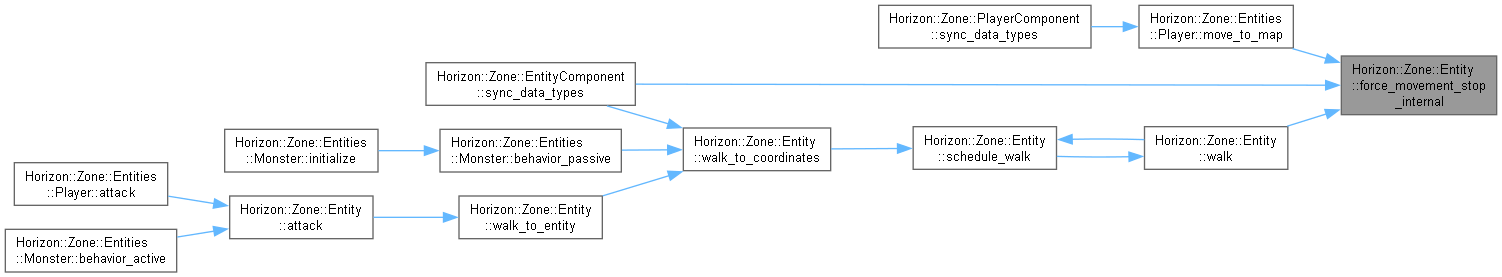 Horizon::Zone::PlayerComponent
::sync_data_types
Horizon::Zone::Entities
::Player::move_to_map
Horizon::Zone::Entity
::force_movement_stop
_internal
Horizon::Zone::EntityComponent
::sync_data_types
Horizon::Zone::Entities
::Monster::initialize
Horizon::Zone::Entities
::Monster::behavior_passive
Horizon::Zone::Entity
::walk_to_coordinates
Horizon::Zone::Entity
::schedule_walk
Horizon::Zone::Entity
::walk
Horizon::Zone::Entities
::Player::attack
Horizon::Zone::Entity
::attack
Horizon::Zone::Entity
::walk_to_entity
Horizon::Zone::Entities
::Monster::behavior_active